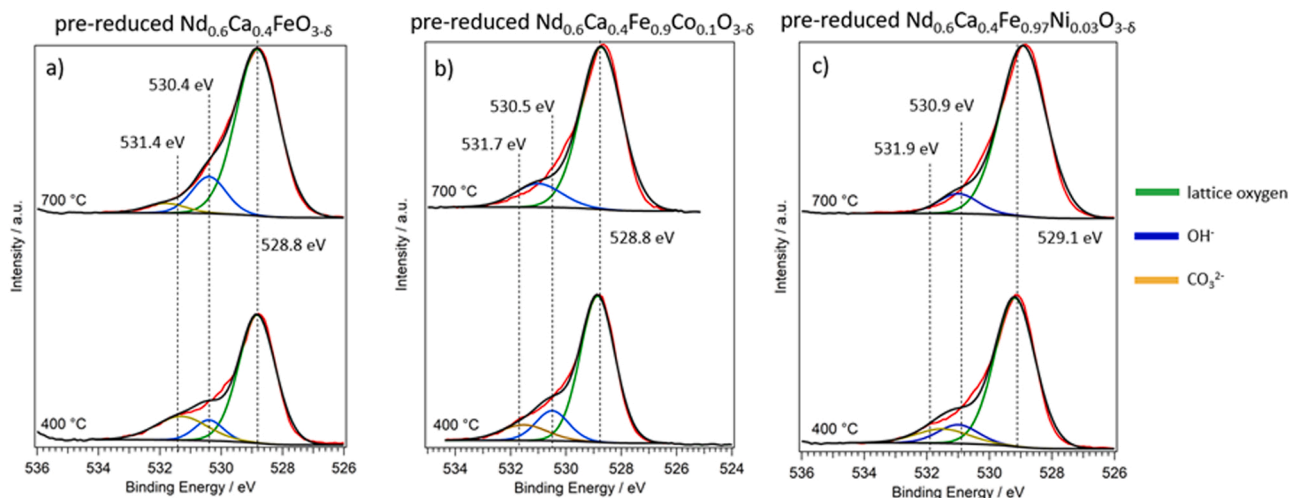 pre-reduced Nd₀.₆Ca₀.₄FeO₃₋δ
a)
530.4 eV
531.4 eV
700 °C
528.8 eV
400 °C
Intensity / a.u.
536 534 532 530 528 526
Binding Energy / eV
pre-reduced Nd₀.₆Ca₀.₄Fe₀.₉Co₀.₁O₃₋δ
b)
530.5 eV
531.7 eV
700 °C
528.8 eV
400 °C
Intensity / a.u.
534 532 530 528 526 524
Binding Energy / eV
pre-reduced Nd₀.₆Ca₀.₄Fe₀.₉₇Ni₀.₀₃O₃₋δ
c)
530.9 eV
531.9 eV
700 °C
529.1 eV
400 °C
Intensity / a.u.
536 534 532 530 528 526
Binding Energy / eV
lattice oxygen
OH⁻
CO₃²⁻